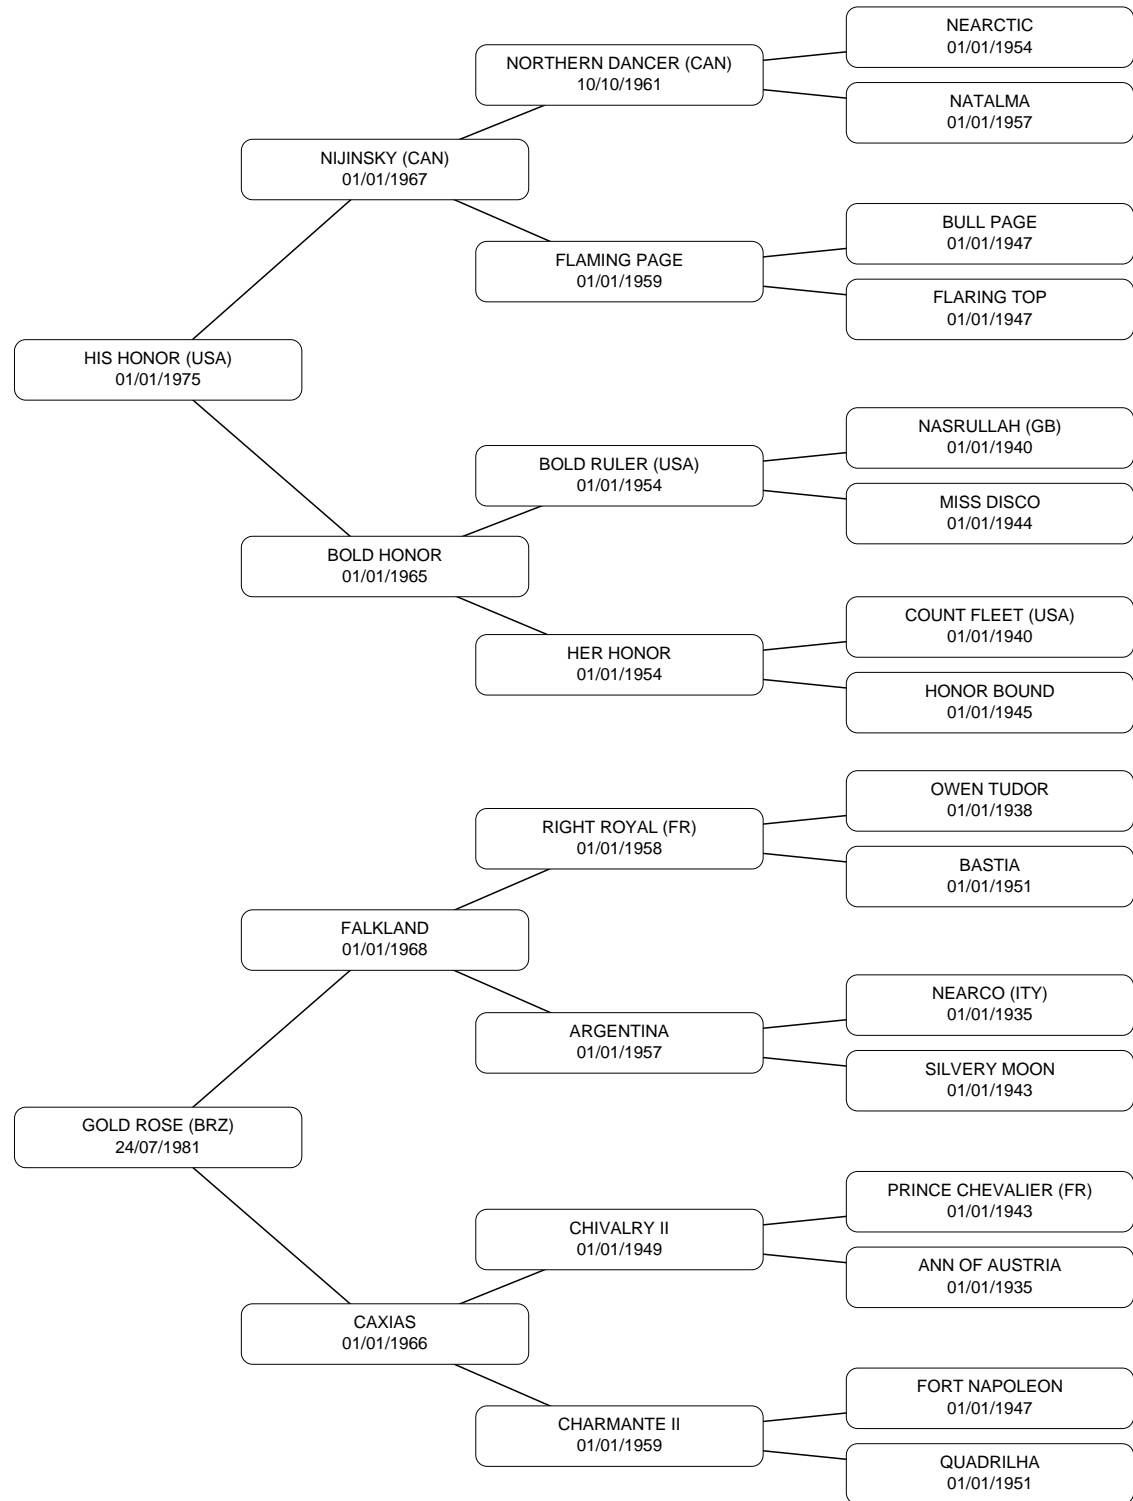 NEARCTIC
01/01/1954
NORTHERN DANCER (CAN)
10/10/1961
NATALMA
01/01/1957
NIJINSKY (CAN)
01/01/1967
BULL PAGE
01/01/1947
FLAMING PAGE
01/01/1959
FLARING TOP
01/01/1947
HIS HONOR (USA)
01/01/1975
NASRULLAH (GB)
01/01/1940
BOLD RULER (USA)
01/01/1954
MISS DISCO
01/01/1944
BOLD HONOR
01/01/1965
COUNT FLEET (USA)
01/01/1940
HER HONOR
01/01/1954
HONOR BOUND
01/01/1945
OWEN TUDOR
01/01/1938
RIGHT ROYAL (FR)
01/01/1958
BASTIA
01/01/1951
FALKLAND
01/01/1968
NEARCO (ITY)
01/01/1935
ARGENTINA
01/01/1957
SILVERY MOON
01/01/1943
GOLD ROSE (BRZ)
24/07/1981
PRINCE CHEVALIER (FR)
01/01/1943
CHIVALRY II
01/01/1949
ANN OF AUSTRIA
01/01/1935
CAXIAS
01/01/1966
FORT NAPOLEON
01/01/1947
CHARMANTE II
01/01/1959
QUADRILHA
01/01/1951